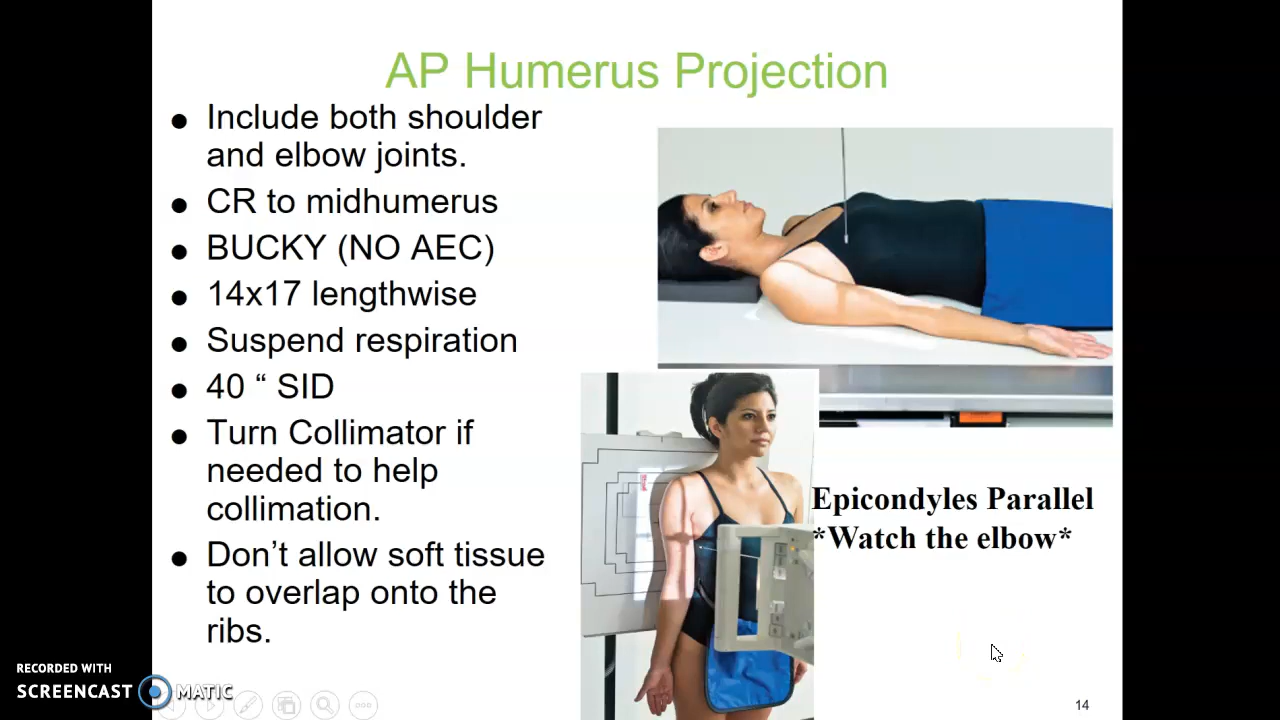 AP Humerus Projection
● Include both shoulder
and elbow joints.
● CR to midhumerus
● BUCKY (NO AEC)
● 14x17 lengthwise
● Suspend respiration
● 40 “ SID
● Turn Collimator if
needed to help
collimation.
● Don’t allow soft tissue
to overlap onto the
ribs.
Epicondyles Parallel
*Watch the elbow*
RECORDED WITH
SCREENCAST MATIC
14